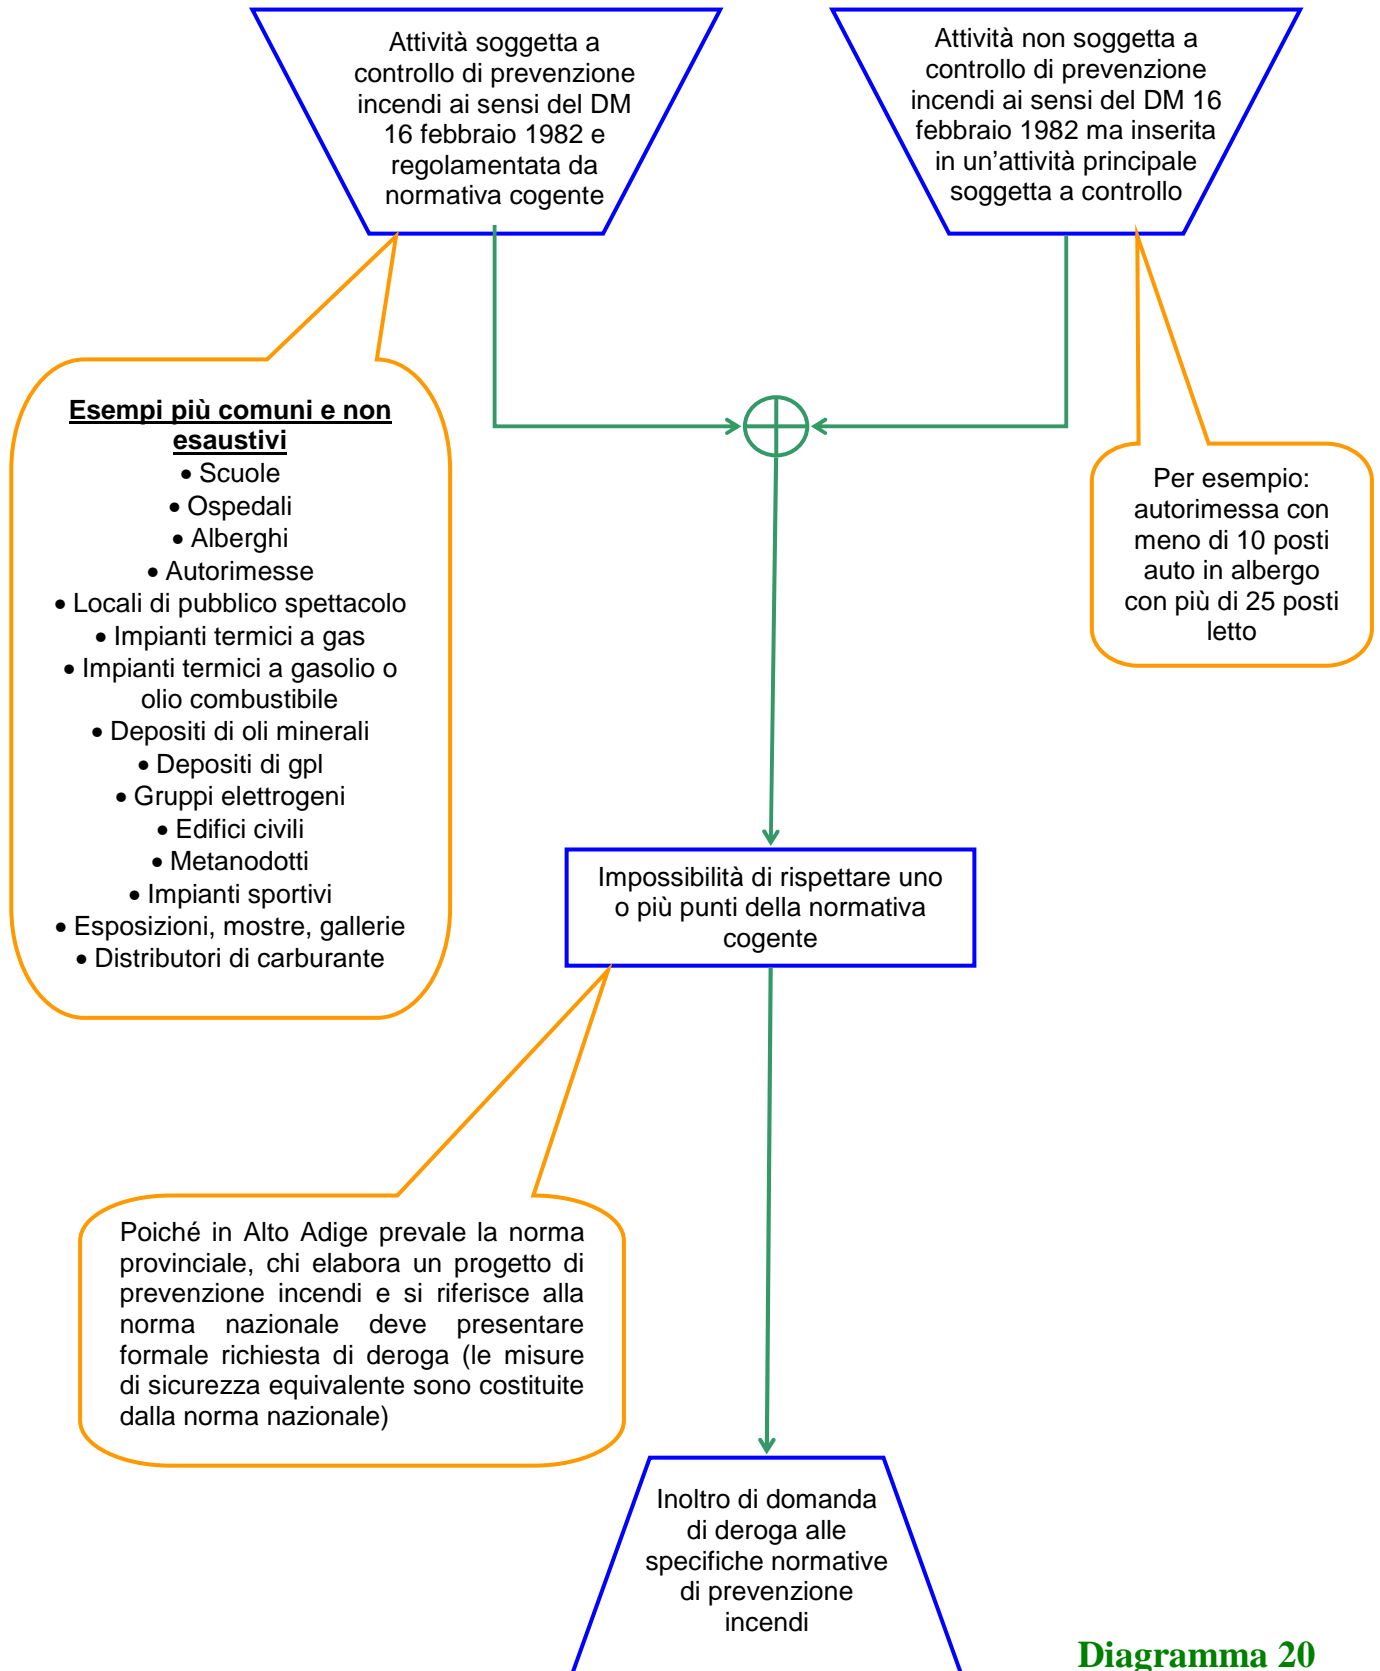 Attività soggetta a
controllo di prevenzione
incendi ai sensi del DM
16 febbraio 1982 e
regolamentata da
normativa cogente
Attività non soggetta a
controllo di prevenzione
incendi ai sensi del DM 16
febbraio 1982 ma inserita
in un’attività principale
soggetta a controllo
Esempi più comuni e non
esaustivi
• Scuole
• Ospedali
• Alberghi
• Autorimesse
• Locali di pubblico spettacolo
• Impianti termici a gas
• Impianti termici a gasolio o
olio combustibile
• Depositi di oli minerali
• Depositi di gpl
• Gruppi elettrogeni
• Edifici civili
• Metanodotti
• Impianti sportivi
• Esposizioni, mostre, gallerie
• Distributori di carburante
Per esempio:
autorimessa con
meno di 10 posti
auto in albergo
con più di 25 posti
letto
Impossibilità di rispettare uno
o più punti della normativa
cogente
Poiché in Alto Adige prevale la norma
provinciale, chi elabora un progetto di
prevenzione incendi e si riferisce alla
norma nazionale deve presentare
formale richiesta di deroga (le misure
di sicurezza equivalente sono costituite
dalla norma nazionale)
Inoltro di domanda
di deroga alle
specifiche normative
di prevenzione
incendi
Diagramma 20